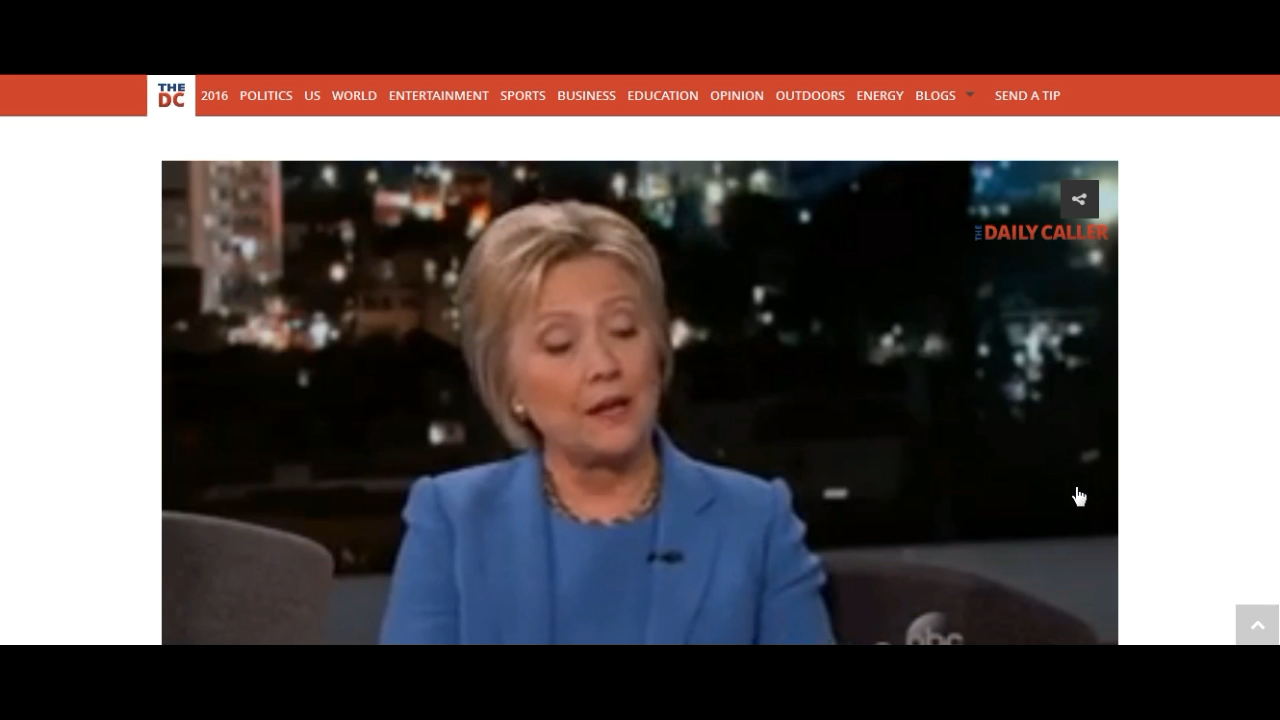 THE DC
2016 POLITICS US WORLD ENTERTAINMENT SPORTS BUSINESS EDUCATION OPINION OUTDOORS ENERGY BLOGS SEND A TIP
THE DAILY CALLER
abc